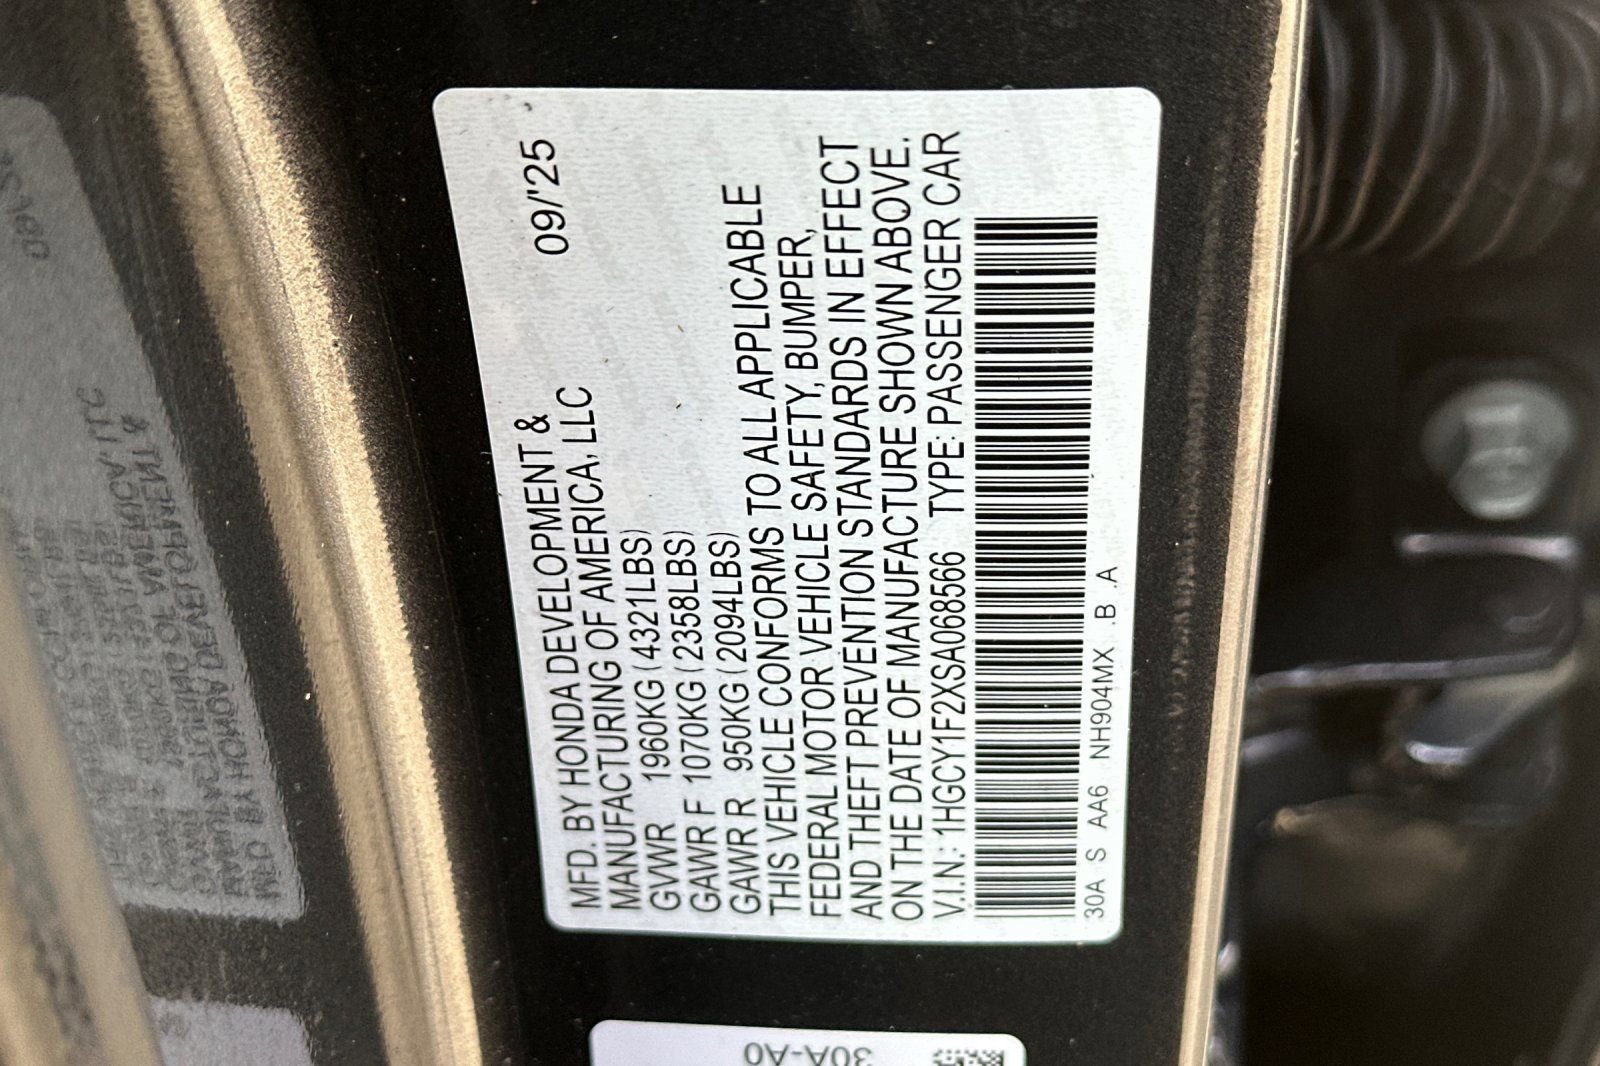 MFD. BY HONDA DEVELOPMENT &
MANUFACTURING OF AMERICA, LLC 09/'25
GVWR 1960KG (4321LBS)
GAWR F 1070KG (2358LBS)
GAWR R 950KG (2094LBS)
THIS VEHICLE CONFORMS TO ALL APPLICABLE
FEDERAL MOTOR VEHICLE SAFETY, BUMPER,
AND THEFT PREVENTION STANDARDS IN EFFECT
ON THE DATE OF MANUFACTURE SHOWN ABOVE.
V.I.N.: 1HGCY1F2XSA068566 TYPE: PASSENGER CAR
30A S AA6 NH904MX .B .A
30A-A0